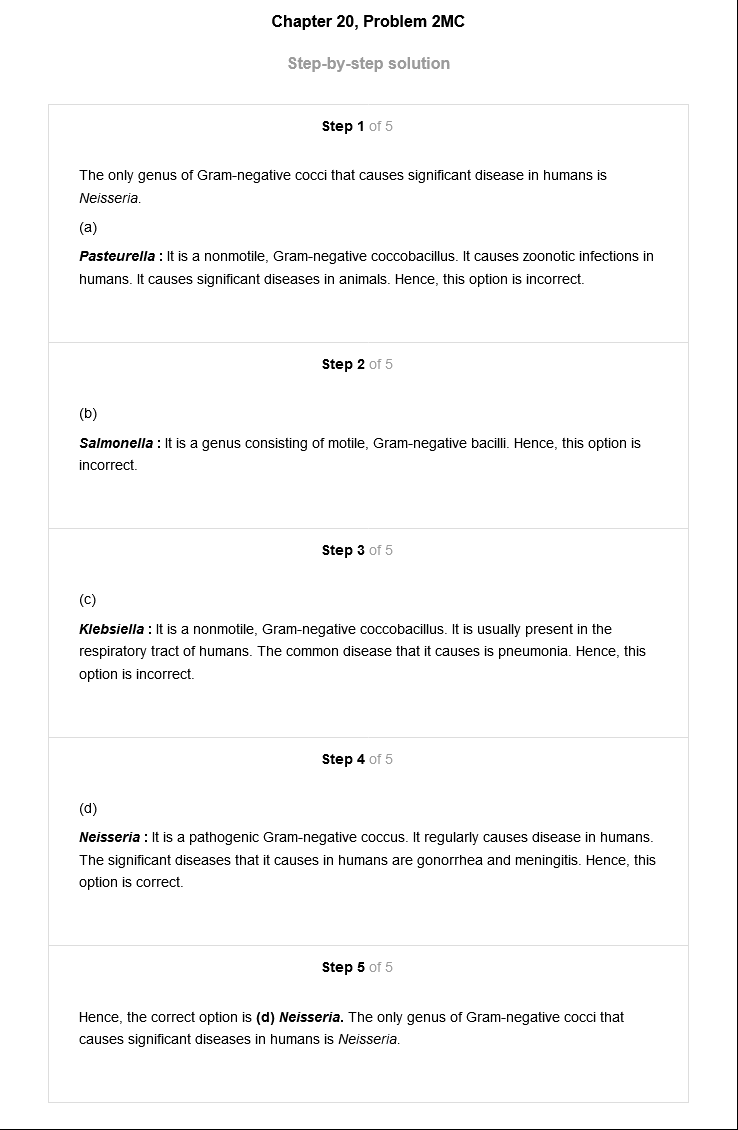 Chapter 20, Problem 2MC
Step-by-step solution
Step 1 of 5
The only genus of Gram-negative cocci that causes significant disease in humans is
Neisseria.
(a)
Pasteurella : It is a nonmotile, Gram-negative coccobacillus. It causes zoonotic infections in
humans. It causes significant diseases in animals. Hence, this option is incorrect.
Step 2 of 5
(b)
Salmonella : It is a genus consisting of motile, Gram-negative bacilli. Hence, this option is
incorrect.
Step 3 of 5
(c)
Klebsiella : It is a nonmotile, Gram-negative coccobacillus. It is usually present in the
respiratory tract of humans. The common disease that it causes is pneumonia. Hence, this
option is incorrect.
Step 4 of 5
(d)
Neisseria : It is a pathogenic Gram-negative coccus. It regularly causes disease in humans.
The significant diseases that it causes in humans are gonorrhea and meningitis. Hence, this
option is correct.
Step 5 of 5
Hence, the correct option is (d) Neisseria. The only genus of Gram-negative cocci that
causes significant diseases in humans is Neisseria.